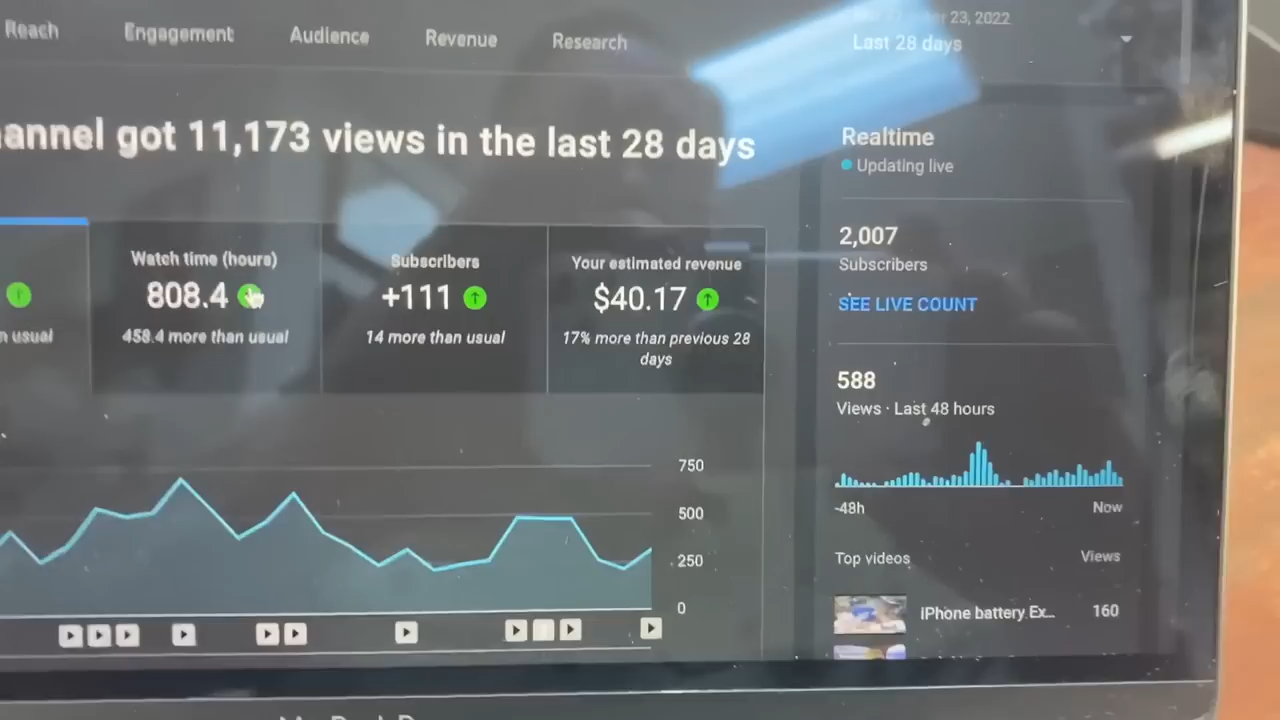 Reach Engagement Audience Revenue Research
23, 2022
Last 28 days
annel got 11,173 views in the last 28 days
Realtime
Updating live
2,007
Subscribers
SEE LIVE COUNT
Watch time (hours)
808.4
458.4 more than usual
Subscribers
+111
14 more than usual
Your estimated revenue
$40.17
17% more than previous 28
days
usual
588
Views · Last 48 hours
-48h Now
750
500
250
0
Top videos Views
iPhone battery Ex... 160